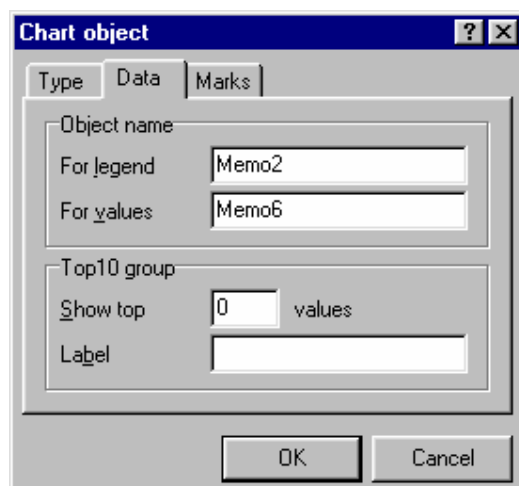 Chart object ? X
Type Data Marks
Object name
For legend Memo2
For values Memo6
Top10 group
Show top 0 values
Label
OK Cancel